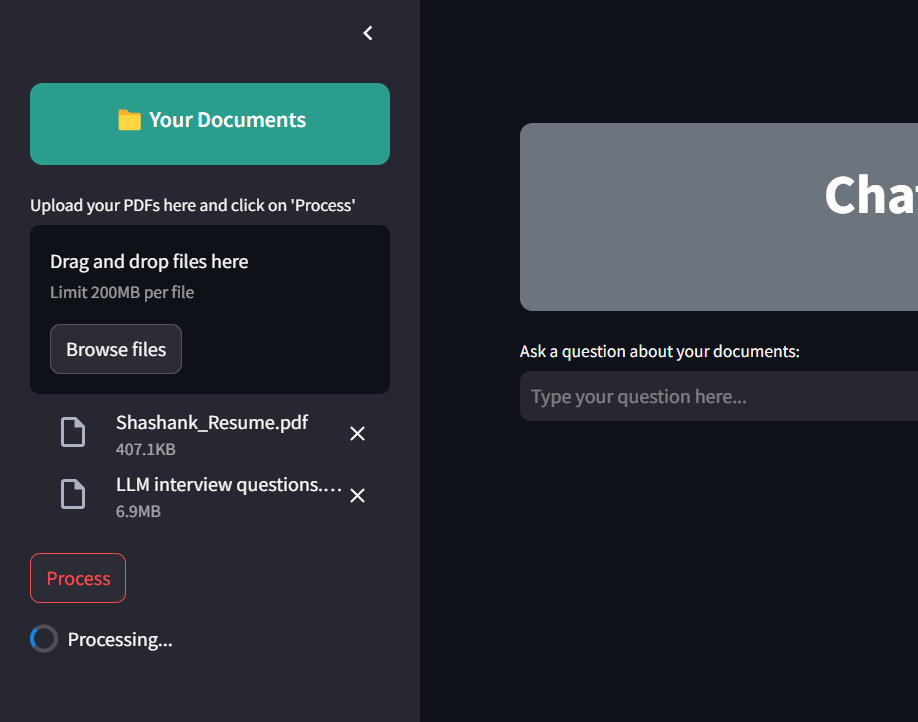 Your Documents
Upload your PDFs here and click on 'Process'
Drag and drop files here
Limit 200MB per file
Browse files
Shashank_Resume.pdf
407.1KB
LLM interview questions....
6.9MB
Process
Processing...
Chat
Ask a question about your documents:
Type your question here...